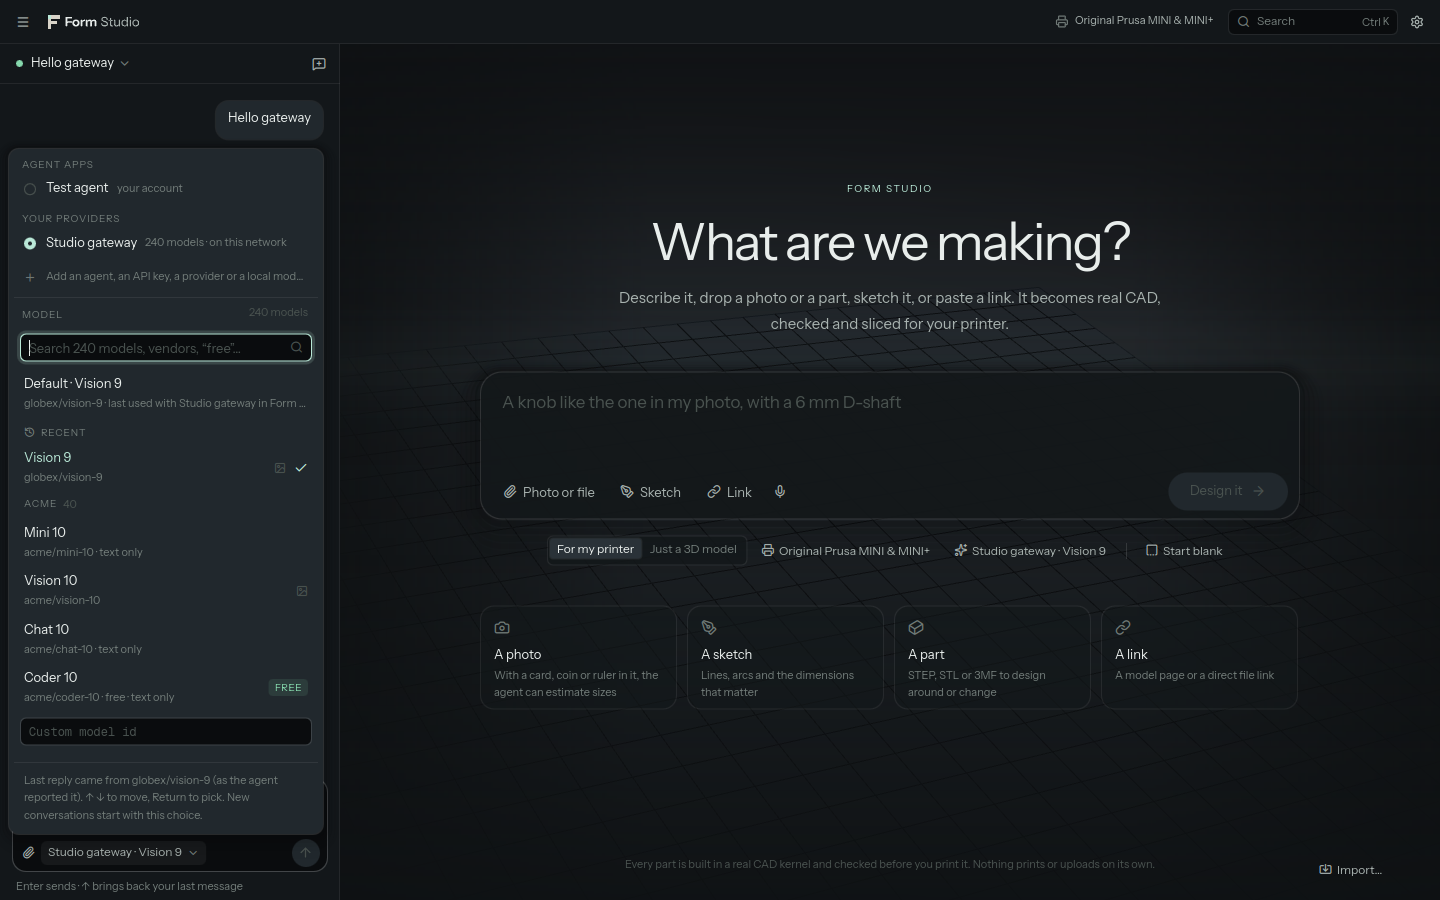 Form Studio
Original Prusa MINI & MINI+
Search
Ctrl K
Hello gateway
Hello gateway
AGENT APPS
Test agent your account
YOUR PROVIDERS
Studio gateway 240 models · on this network
+ Add an agent, an API key, a provider or a local mod...
MODEL
240 models
Search 240 models, vendors, “free”...
Default · Vision 9
globex/vision-9 · last used with Studio gateway in Form ...
RECENT
Vision 9
globex/vision-9
ACME 40
Mini 10
acme/mini-10 · text only
Vision 10
acme/vision-10
Chat 10
acme/chat-10 · text only
Coder 10
acme/coder-10 · free · text only
FREE
Custom model id
Last reply came from globex/vision-9 (as the agent
reported it). ↑ ↓ to move, Return to pick. New
conversations start with this choice.
Studio gateway · Vision 9
Enter sends · ↑ brings back your last message
FORM STUDIO
What are we making?
Describe it, drop a photo or a part, sketch it, or paste a link. It becomes real CAD,
checked and sliced for your printer.
A knob like the one in my photo, with a 6 mm D-shaft
Photo or file
Sketch
Link
Design it →
For my printer
Just a 3D model
Original Prusa MINI & MINI+
Studio gateway · Vision 9
Start blank
A photo
With a card, coin or ruler in it, the
agent can estimate sizes
A sketch
Lines, arcs and the dimensions
that matter
A part
STEP, STL or 3MF to design
around or change
A link
A model page or a direct file link
Every part is built in a real CAD kernel and checked before you print it. Nothing prints or uploads on its own.
Import...